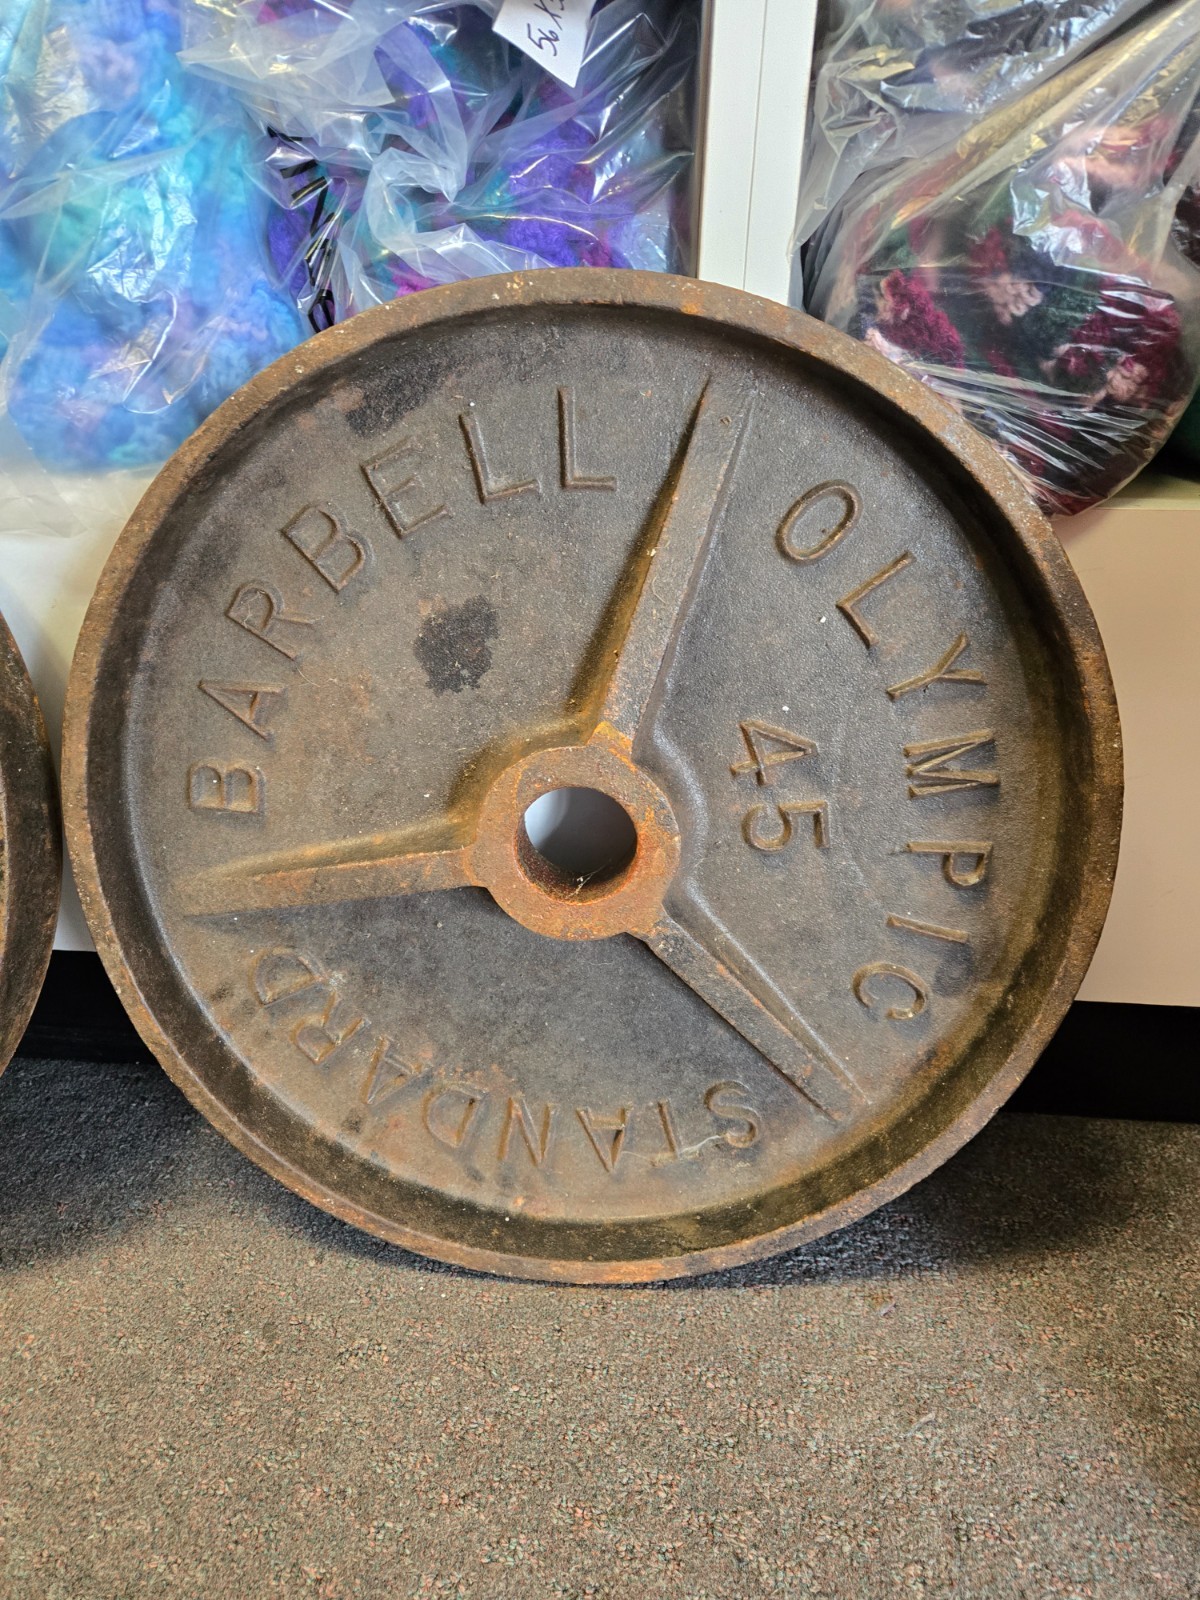 BARBELL
OLYMPIC
STANDARD
45